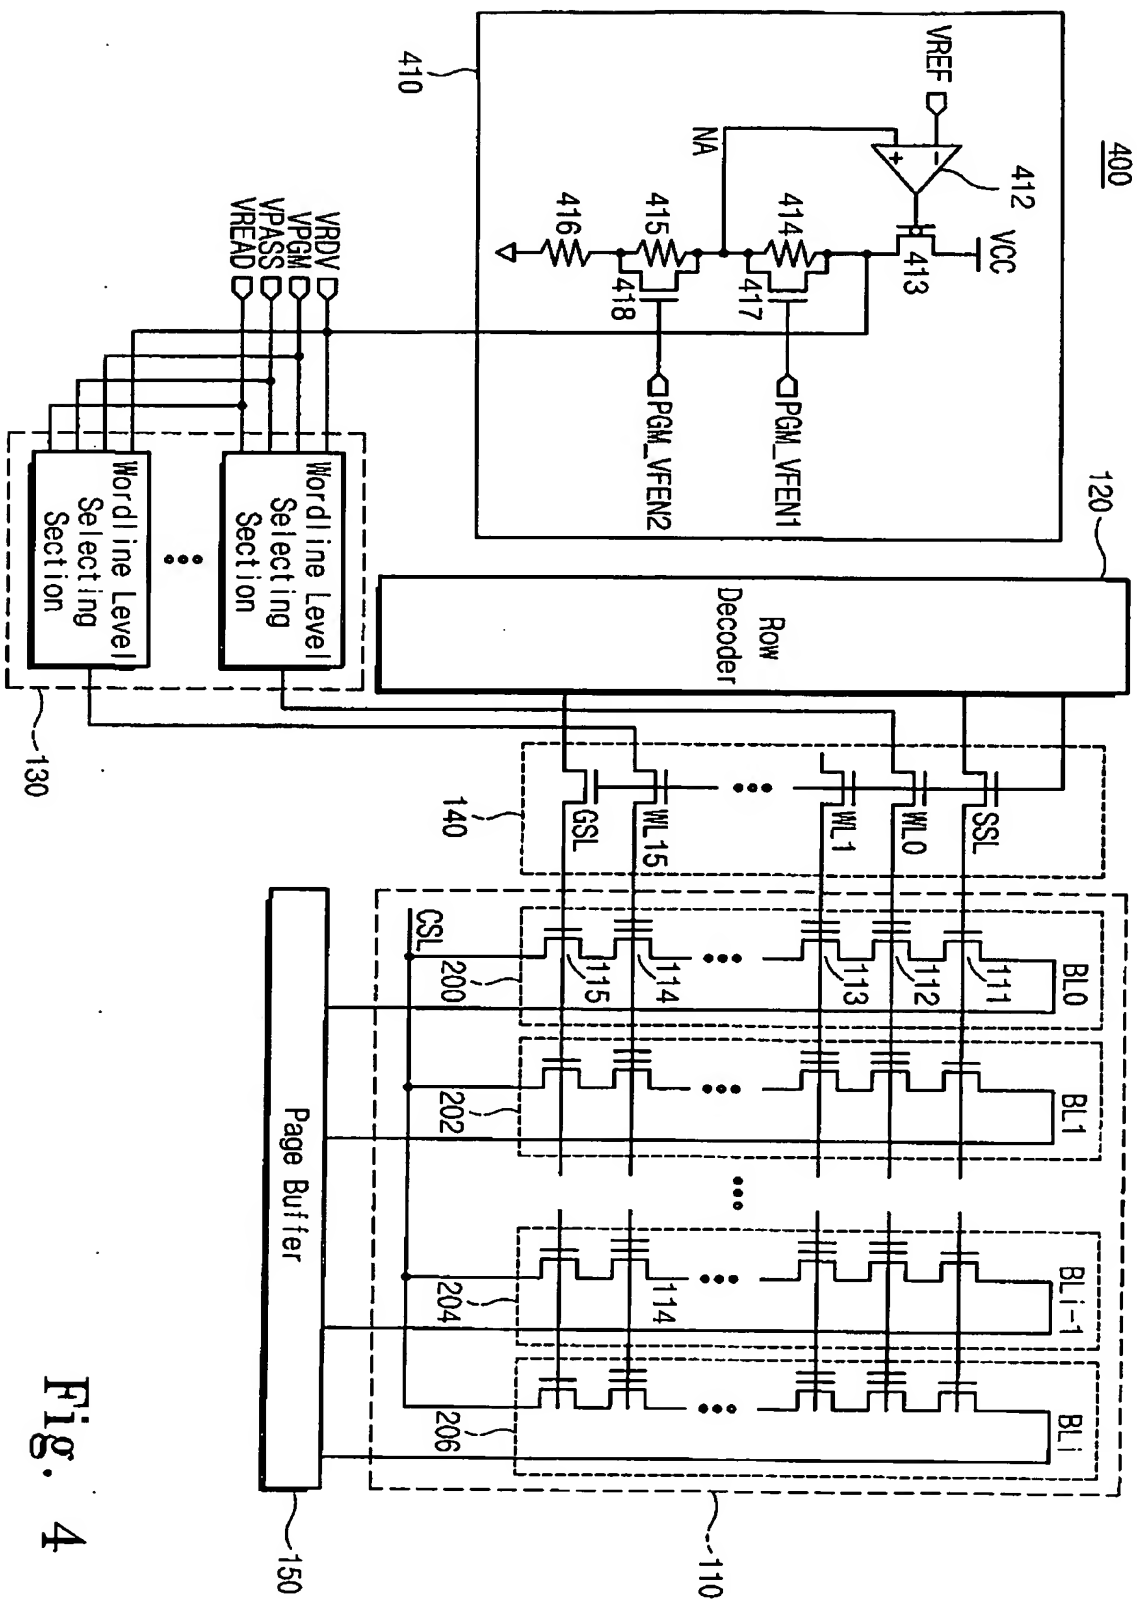 400
410
VREF
412
VCC
413
NA
414
415
416
417
418
PGM_VFEN1
PGM_VFEN2
VRDV
VPGM
VPASS
VREAD
Wordline Level
Selecting
Section
Wordline Level
Selecting
Section
130
120
Row
Decoder
140
SSL
WL0
WL1
WL15
GSL
BL0
111
112
113
114
115
CSL
200
BL1
202
BLi-1
114
204
BLi
206
110
Page Buffer
150
Fig. 4